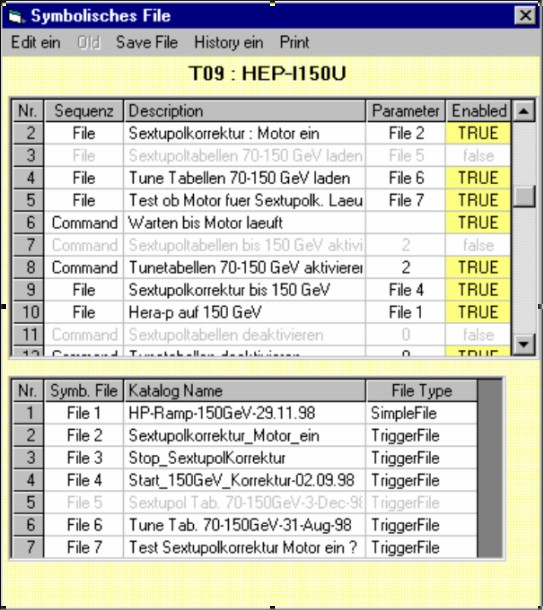 Symbolisches File
Edit ein Old Save File History ein Print
T09 : HEP-I150U
Nr. Sequenz Description Parameter Enabled
2 File Sextupolkorrektur : Motor ein File 2 TRUE
3 File Sextupoltabellen 70-150 GeV laden File 5 false
4 File Tune Tabellen 70-150 GeV laden File 6 TRUE
5 File Test ob Motor fuer Sextupolk. Laeu File 7 TRUE
6 Command Warten bis Motor laeuft TRUE
7 Command Sextupoltabellen bis 150 GeV aktivi 2 false
8 Command Tunetabellen 70-150 GeV aktivierei 2 TRUE
9 File Sextupolkorrektur bis 150 GeV File 4 TRUE
10 File Hera-p auf 150 GeV File 1 TRUE
11 Command Sextupoltabellen deaktivieren 0 false
12 Command Tunetabellen deaktivieren 0 TRUE
Nr. Symb. File Katalog Name File Type
1 File 1 HP-Ramp-150GeV-29.11.98 SimpleFile
2 File 2 Sextupolkorrektur_Motor_ein TriggerFile
3 File 3 Stop_SextupolKorrektur TriggerFile
4 File 4 Start_150GeV_Korrektur-02.09.98 TriggerFile
5 File 5 Sextupol Tab. 70-150GeV-3-Dec-98 TriggerFile
6 File 6 Tune Tab. 70-150GeV-31-Aug-98 TriggerFile
7 File 7 Test Sextupolkorrektur Motor ein ? TriggerFile